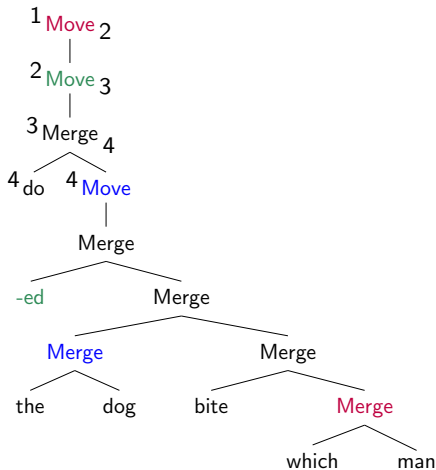 1 Move 2
2 Move 3
3 Merge 4
4 do 4 Move
Merge
-ed Merge
Merge Merge
the dog bite Merge
which man